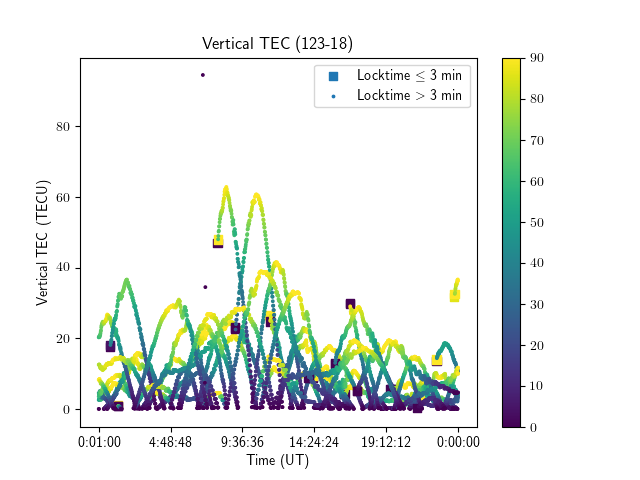 Vertical TEC (123-18)
Locktime ≤ 3 min
Locktime > 3 min
Vertical TEC (TECU)
80
60
40
20
0
0:01:00 4:48:48 9:36:36 14:24:24 19:12:12 0:00:00
Time (UT)
90
80
70
60
50
40
30
20
10
0